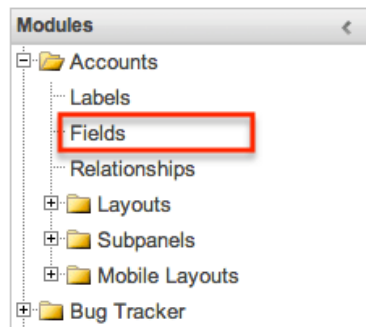 Modules
Accounts
Labels
Fields
Relationships
Layouts
Subpanels
Mobile Layouts
Bug Tracker